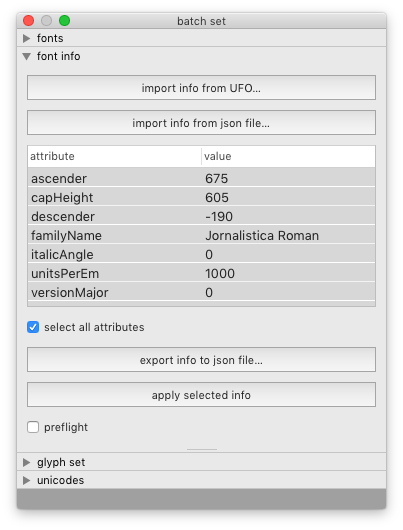 batch set
fonts
font info
import info from UFO...
import info from json file...
attribute value
ascender 675
capHeight 605
descender -190
familyName Jornalistica Roman
italicAngle 0
unitsPerEm 1000
versionMajor 0
select all attributes
export info to json file...
apply selected info
preflight
glyph set
unicodes